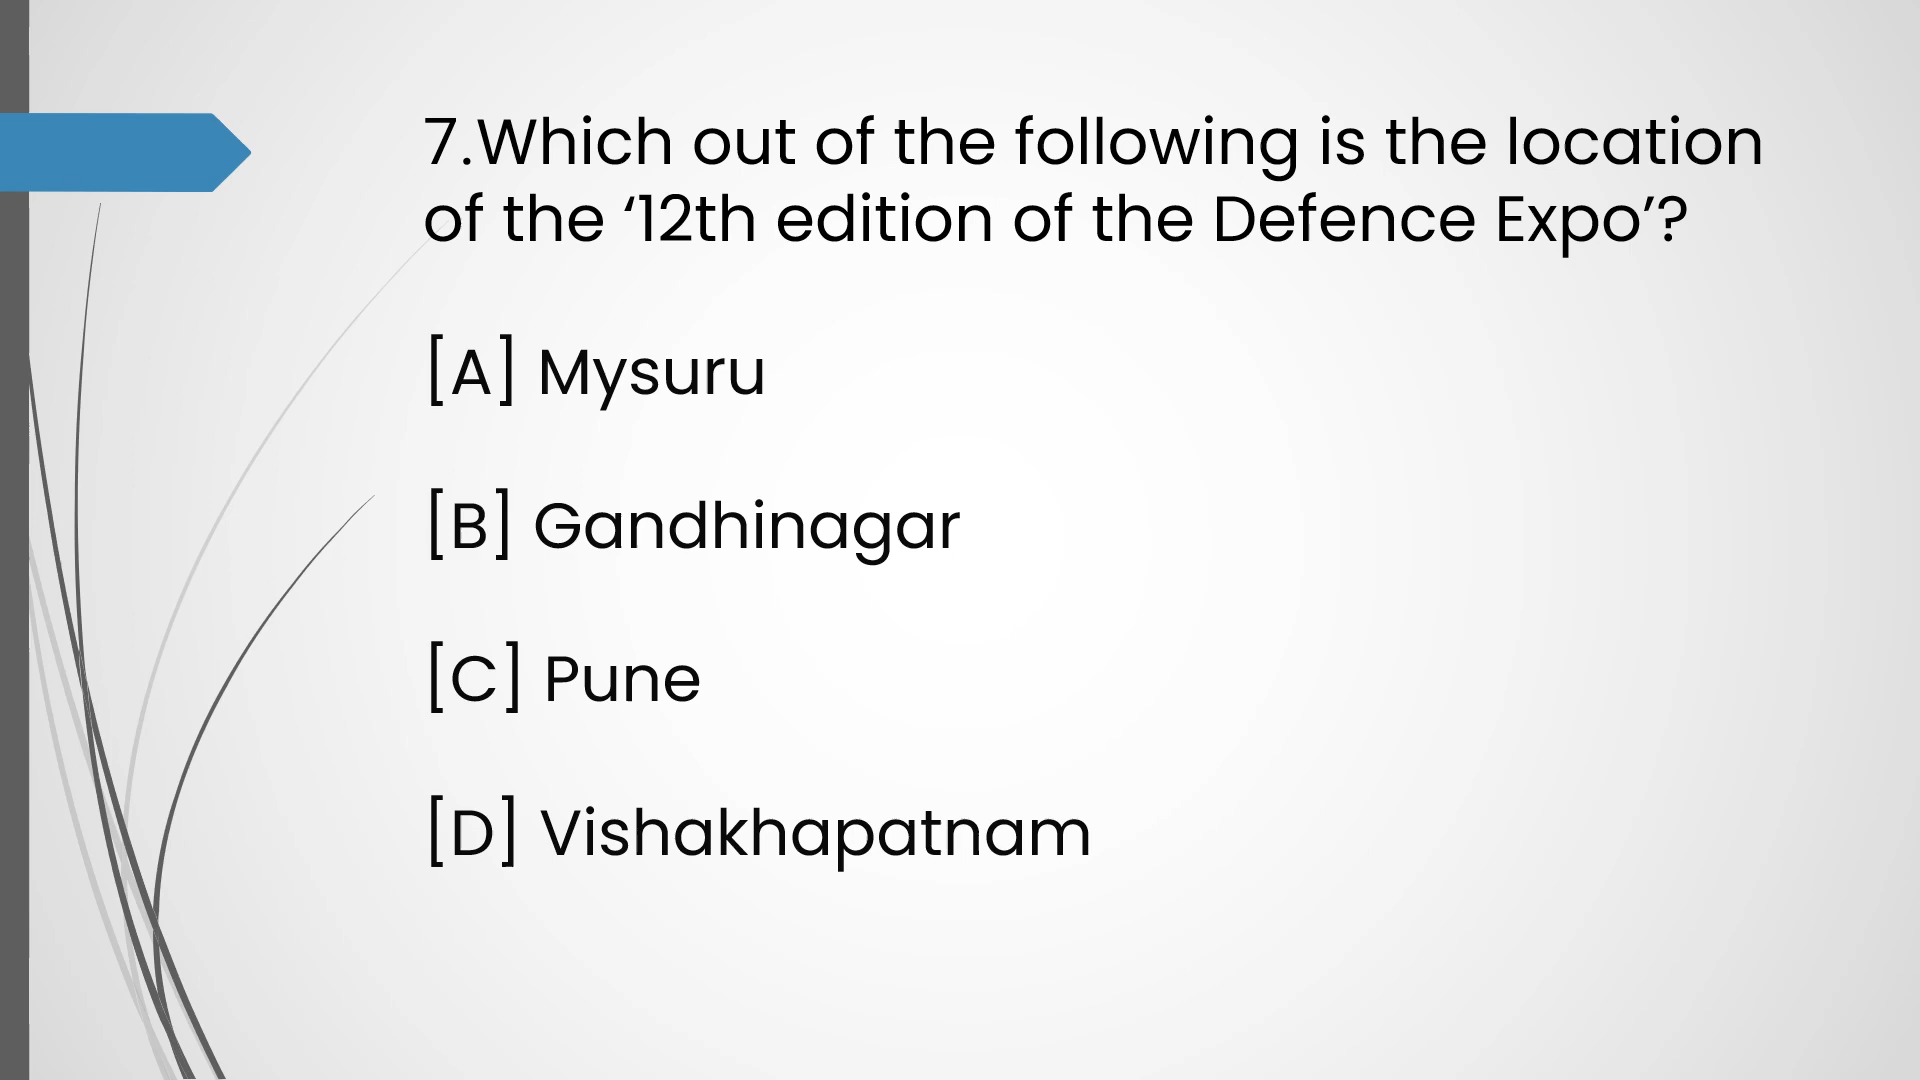 7.Which out of the following is the location
of the ‘12th edition of the Defence Expo’?
[A] Mysuru
[B] Gandhinagar
[C] Pune
[D] Vishakhapatnam